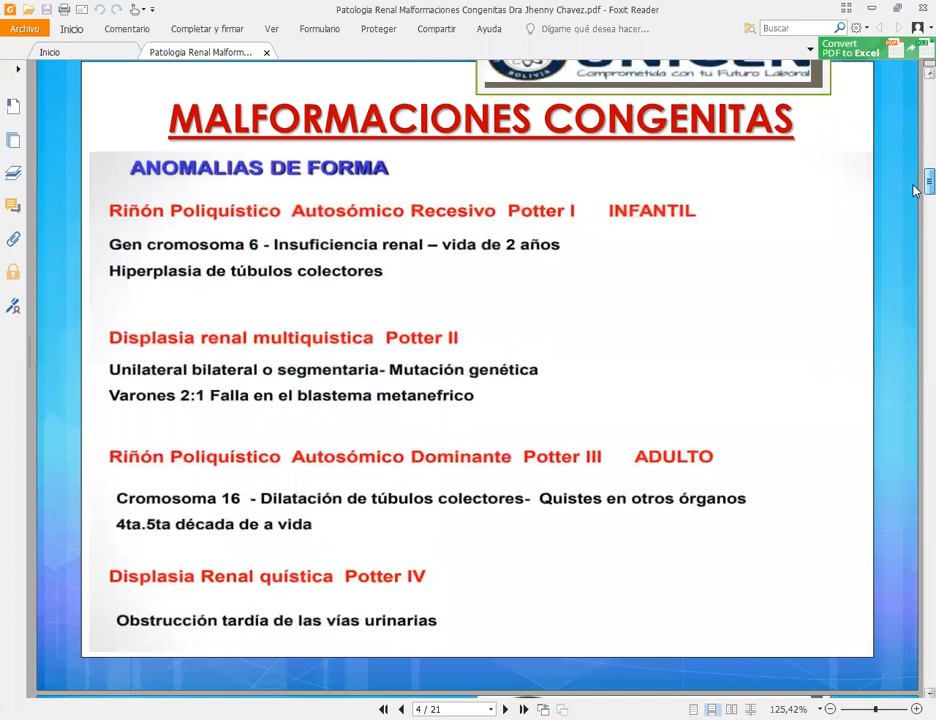 Patologia Renal Malformaciones Congenitas Dra Jhenny Chavez.pdf - Foxit Reader
Archivo Inicio Comentario Completar y firmar Ver Formulario Proteger Compartir Ayuda Dígame qué desea hacer... Buscar
Inicio Patologia Renal Malform...
Convert
PDF to Excel
BOLIVIA
Comprometida con tu Futuro Laboral
MALFORMACIONES CONGENITAS
ANOMALIAS DE FORMA
Riñón Poliquístico Autosómico Recesivo Potter I INFANTIL
Gen cromosoma 6 - Insuficiencia renal – vida de 2 años
Hiperplasia de túbulos colectores
Displasia renal multiquistica Potter II
Unilateral bilateral o segmentaria- Mutación genética
Varones 2:1 Falla en el blastema metanefrico
Riñón Poliquístico Autosómico Dominante Potter III ADULTO
Cromosoma 16 - Dilatación de túbulos colectores- Quistes en otros órganos
4ta.5ta década de a vida
Displasia Renal quística Potter IV
Obstrucción tardía de las vías urinarias
4 / 21
125,42%